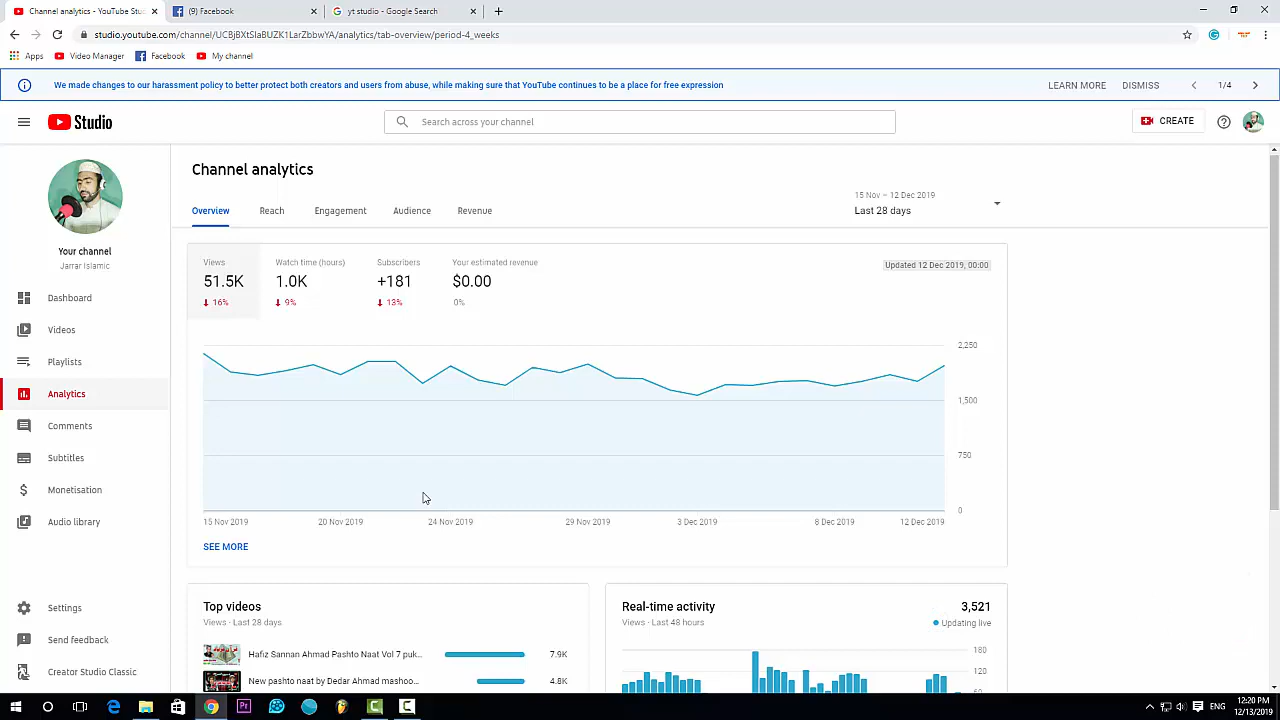 Channel analytics - YouTube Stu
(9) Facebook
yt studio - Google Search
studio.youtube.com/channel/UCBjBXtSIaBUZK1LarZbbwYA/analytics/tab-overview/period-4_weeks
Apps
Video Manager
Facebook
My channel
We made changes to our harassment policy to better protect both creators and users from abuse, while making sure that YouTube continues to be a place for free expression
LEARN MORE
DISMISS
1/4
Studio
Search across your channel
CREATE
Channel analytics
Overview
Reach
Engagement
Audience
Revenue
15 Nov – 12 Dec 2019
Last 28 days
Your channel
Jarrar Islamic
Dashboard
Videos
Playlists
Analytics
Comments
Subtitles
Monetisation
Audio library
Settings
Send feedback
Creator Studio Classic
Views
51.5K
16%
Watch time (hours)
1.0K
9%
Subscribers
+181
13%
Your estimated revenue
$0.00
0%
Updated 12 Dec 2019, 00:00
2,250
1,500
750
0
15 Nov 2019
20 Nov 2019
24 Nov 2019
29 Nov 2019
3 Dec 2019
8 Dec 2019
12 Dec 2019
SEE MORE
Top videos
Views · Last 28 days
Hafiz Sannan Ahmad Pashto Naat Vol 7 puk...
7.9K
New pashto naat by Dedar Ahmad mashoo...
4.8K
Real-time activity
3,521
Views · Last 48 hours
Updating live
180
120
60
ENG
12:20 PM
12/13/2019